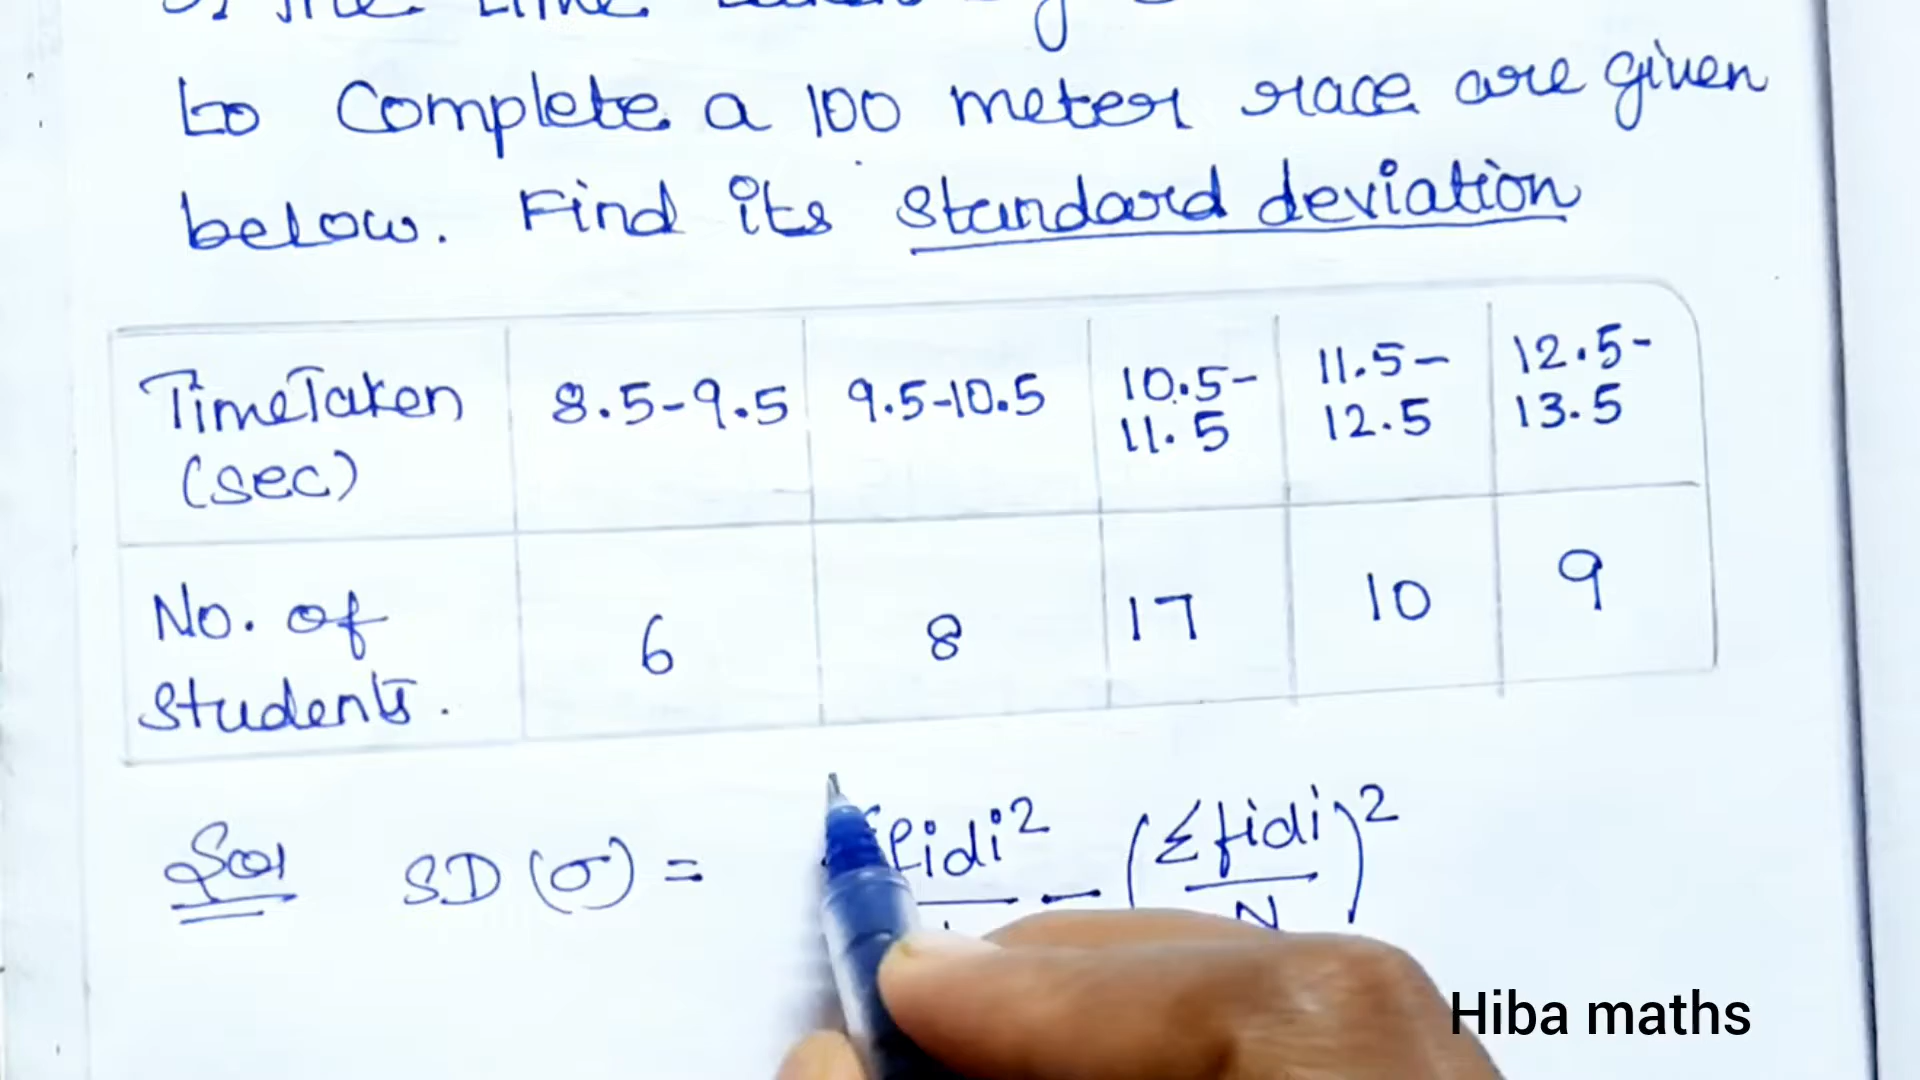 to Complete a 100 meter race are given
below. Find its standard deviation
Time Taken (sec) 8.5-9.5 9.5-10.5 10.5-11.5 11.5-12.5 12.5-13.5
No. of Students. 6 8 17 10 9
Sol SD (σ) = fidi² — (Σfidi/N)²
Hiba maths